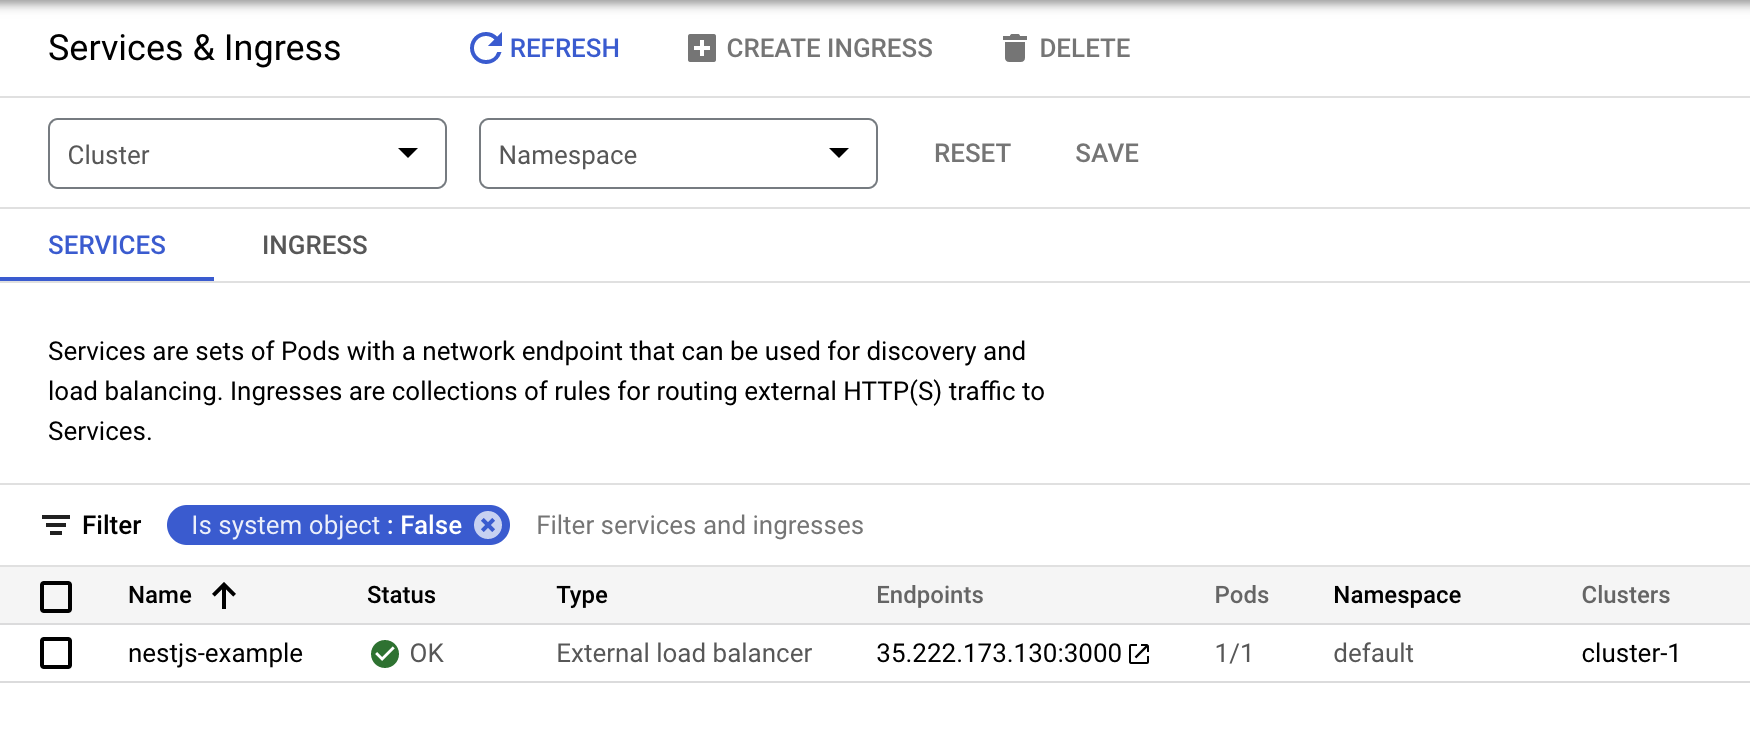 Services & Ingress REFRESH CREATE INGRESS DELETE
Cluster Namespace RESET SAVE
SERVICES INGRESS
Services are sets of Pods with a network endpoint that can be used for discovery and
load balancing. Ingresses are collections of rules for routing external HTTP(S) traffic to
Services.
Filter Is system object : False Filter services and ingresses
Name Status Type Endpoints Pods Namespace Clusters
nestjs-example OK External load balancer 35.222.173.130:3000 1/1 default cluster-1